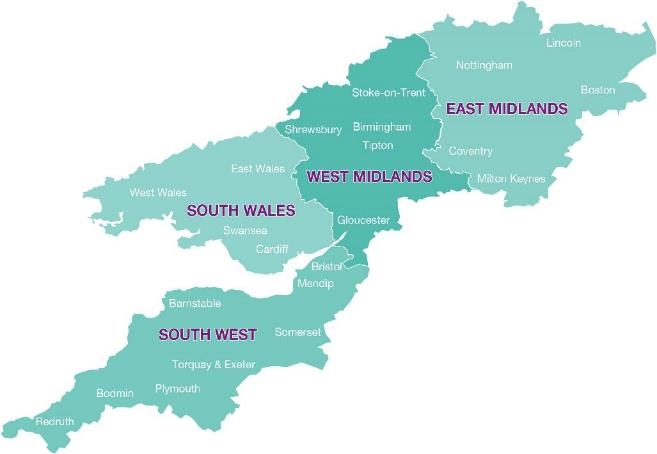 Lincoln
Nottingham
Boston
Stoke-on-Trent
EAST MIDLANDS
Shrewsbury
Birmingham
Tipton
Coventry
East Wales
WEST MIDLANDS
Milton Keynes
West Wales
SOUTH WALES
Gloucester
Swansea
Cardiff
Bristol
Mendip
Barnstable
SOUTH WEST
Somerset
Torquay & Exeter
Plymouth
Bodmin
Redruth